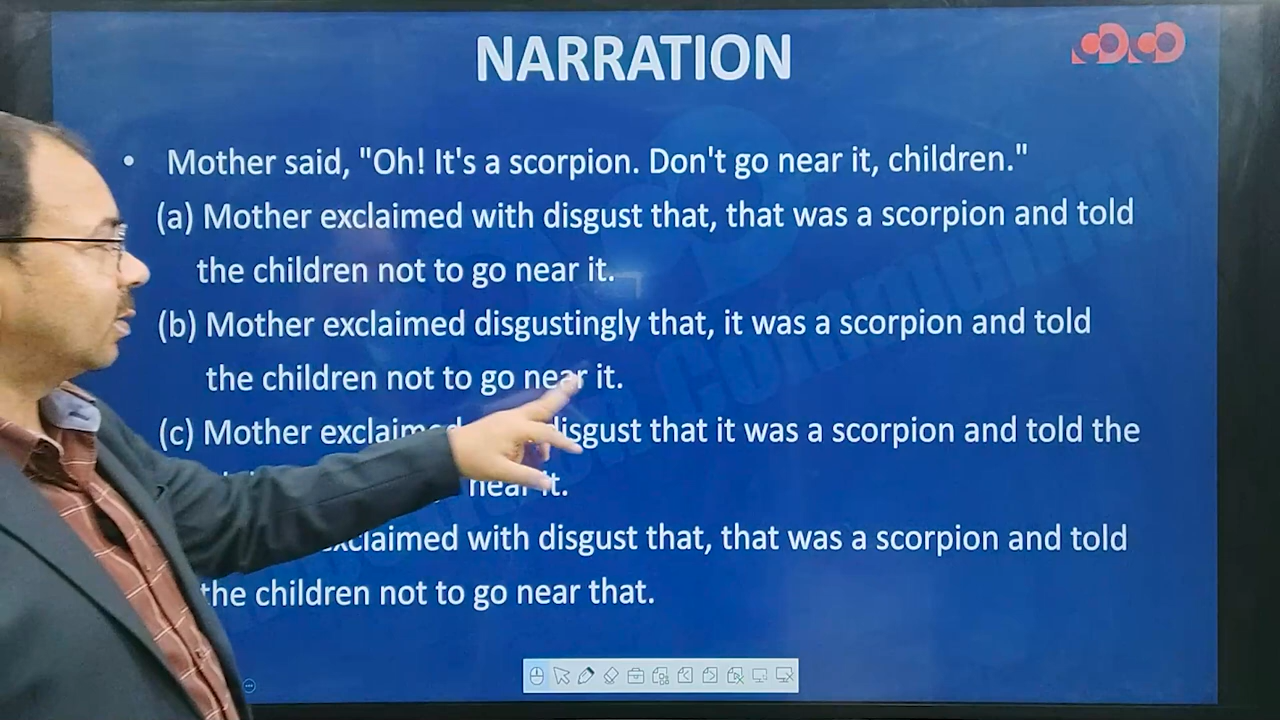 NARRATION
• Mother said, "Oh! It's a scorpion. Don't go near it, children."
(a) Mother exclaimed with disgust that, that was a scorpion and told
the children not to go near it.
(b) Mother exclaimed disgustingly that, it was a scorpion and told
the children not to go near it.
(c) Mother disgust that it was a scorpion and told the
near it.
exclaimed with disgust that, that was a scorpion and told
the children not to go near that.